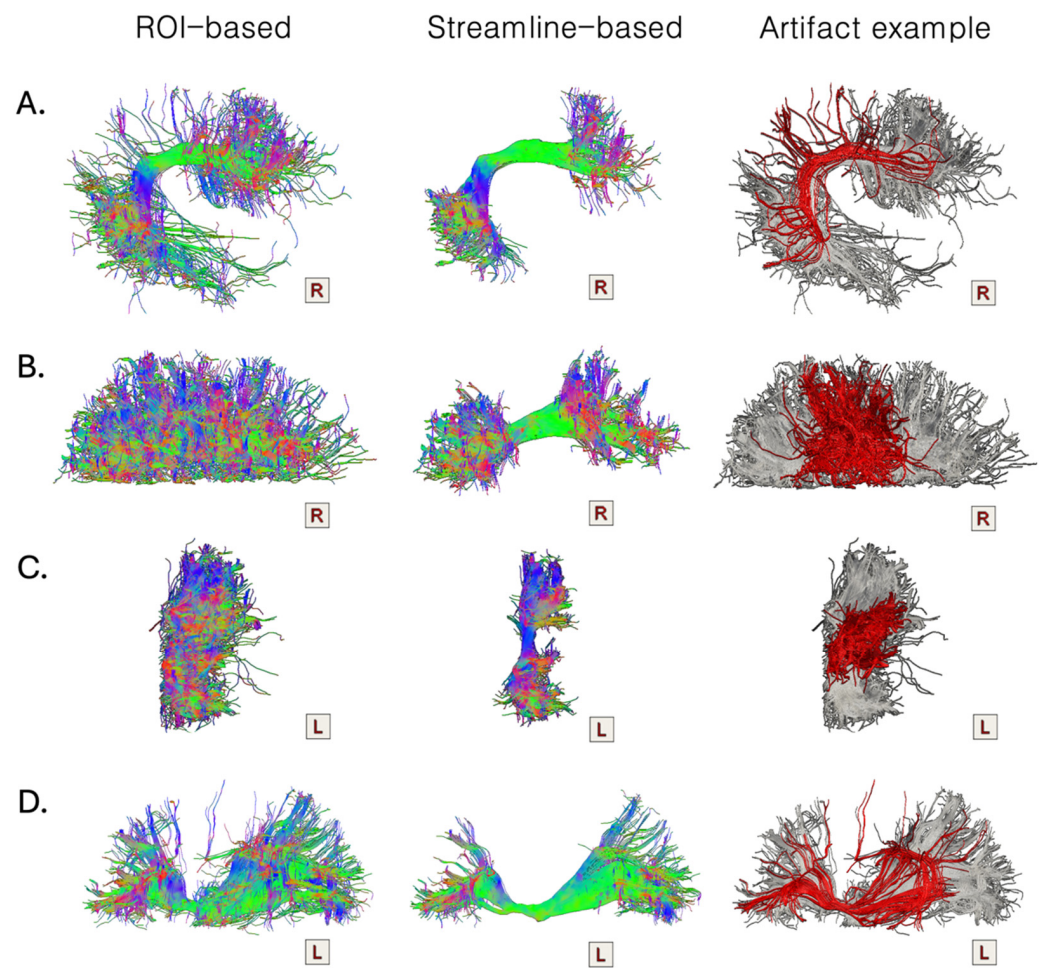 ROI-based Streamline-based Artifact example
A.
R R R
B.
R R R
C.
L L L
D.
L L L